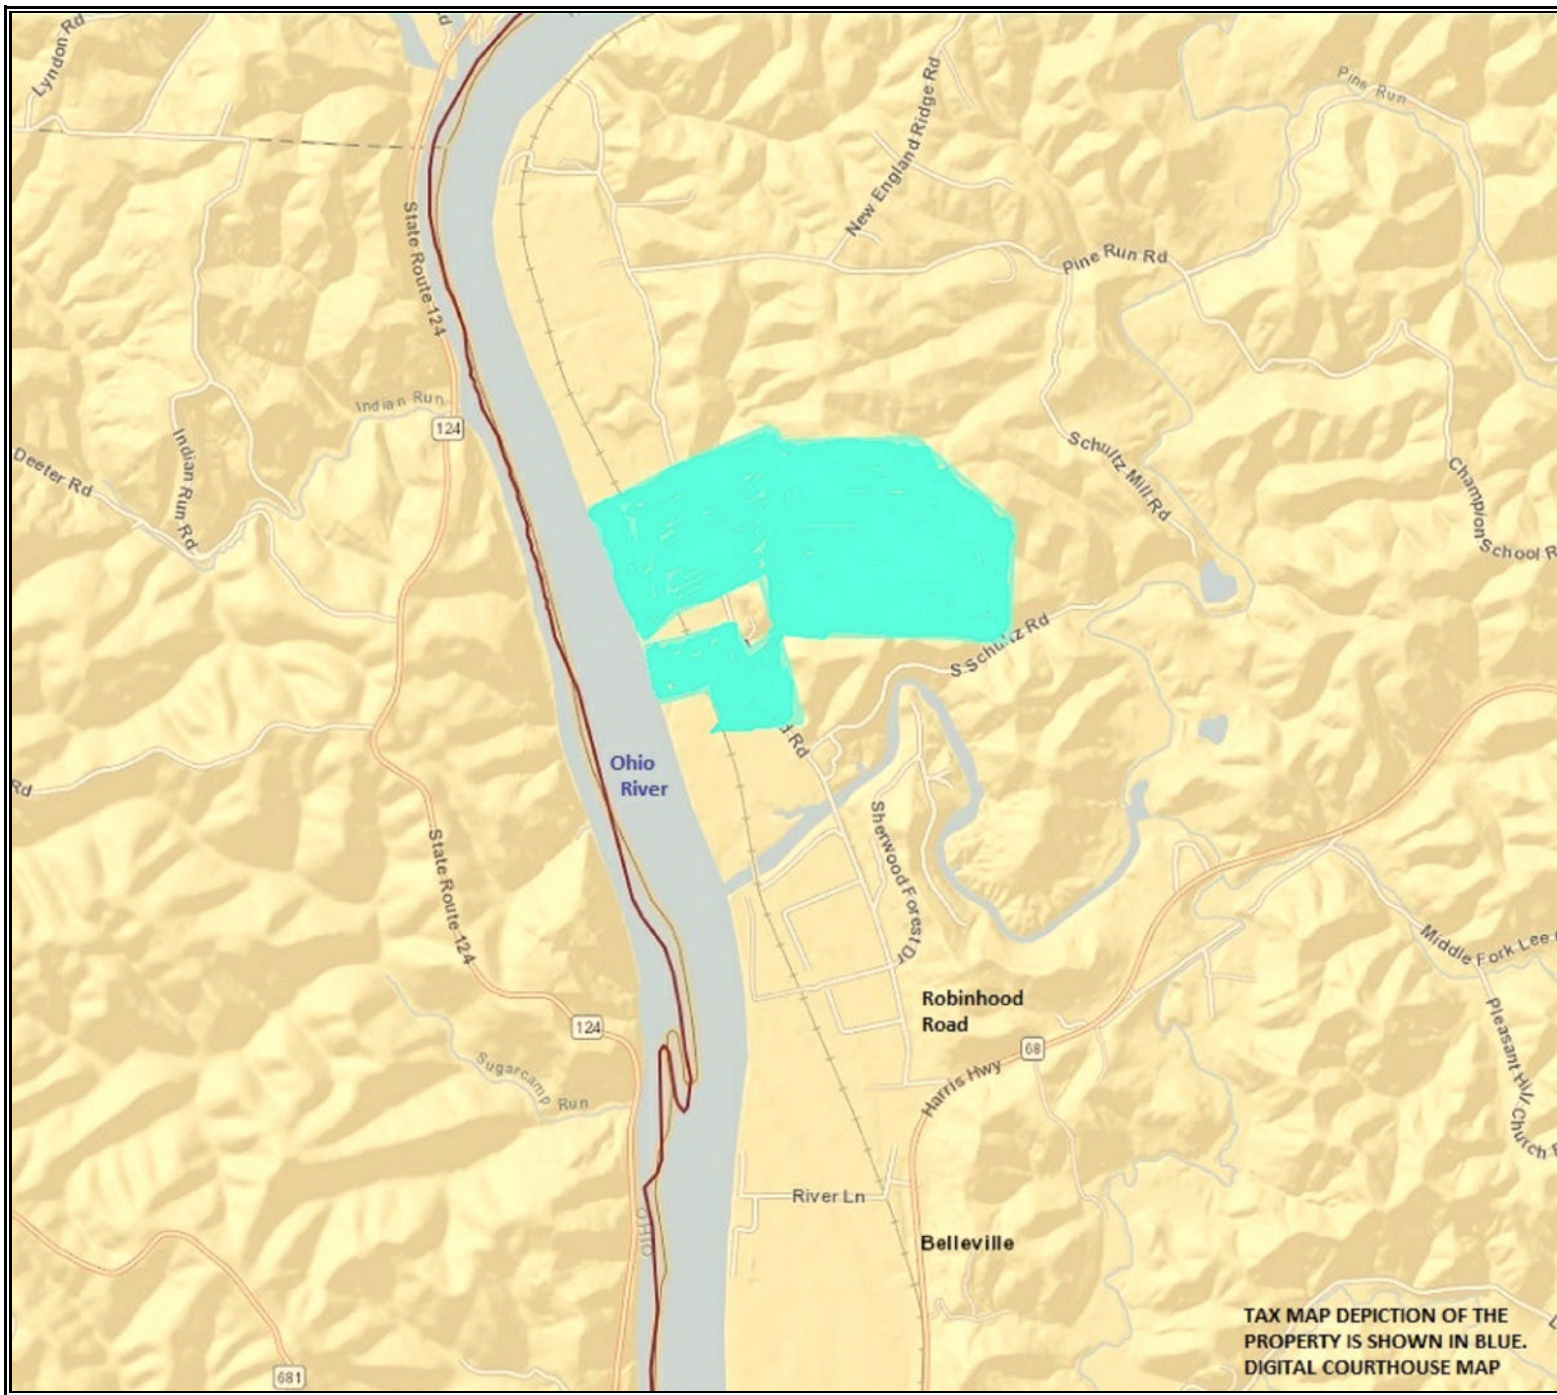 Lyndon Rd
Rd
Pine Run
New England Ridge Rd
State Route 124
Pine Run Rd
Indian Run
124
Schultz Mill Rd
Deeter Rd
Indian Run Rd
Champion
School R
S Schultz Rd
d Rd
Ohio
River
Rd
Sherwood Forest Dr
State Route 124
Middle Fork Lee
Robinhood
Road
Pleasant Hill Church
124
68
Sugarcamp
Run
Harris Hwy
River Ln
OHIO
Belleville
TAX MAP DEPICTION OF THE
PROPERTY IS SHOWN IN BLUE.
DIGITAL COURTHOUSE MAP
681